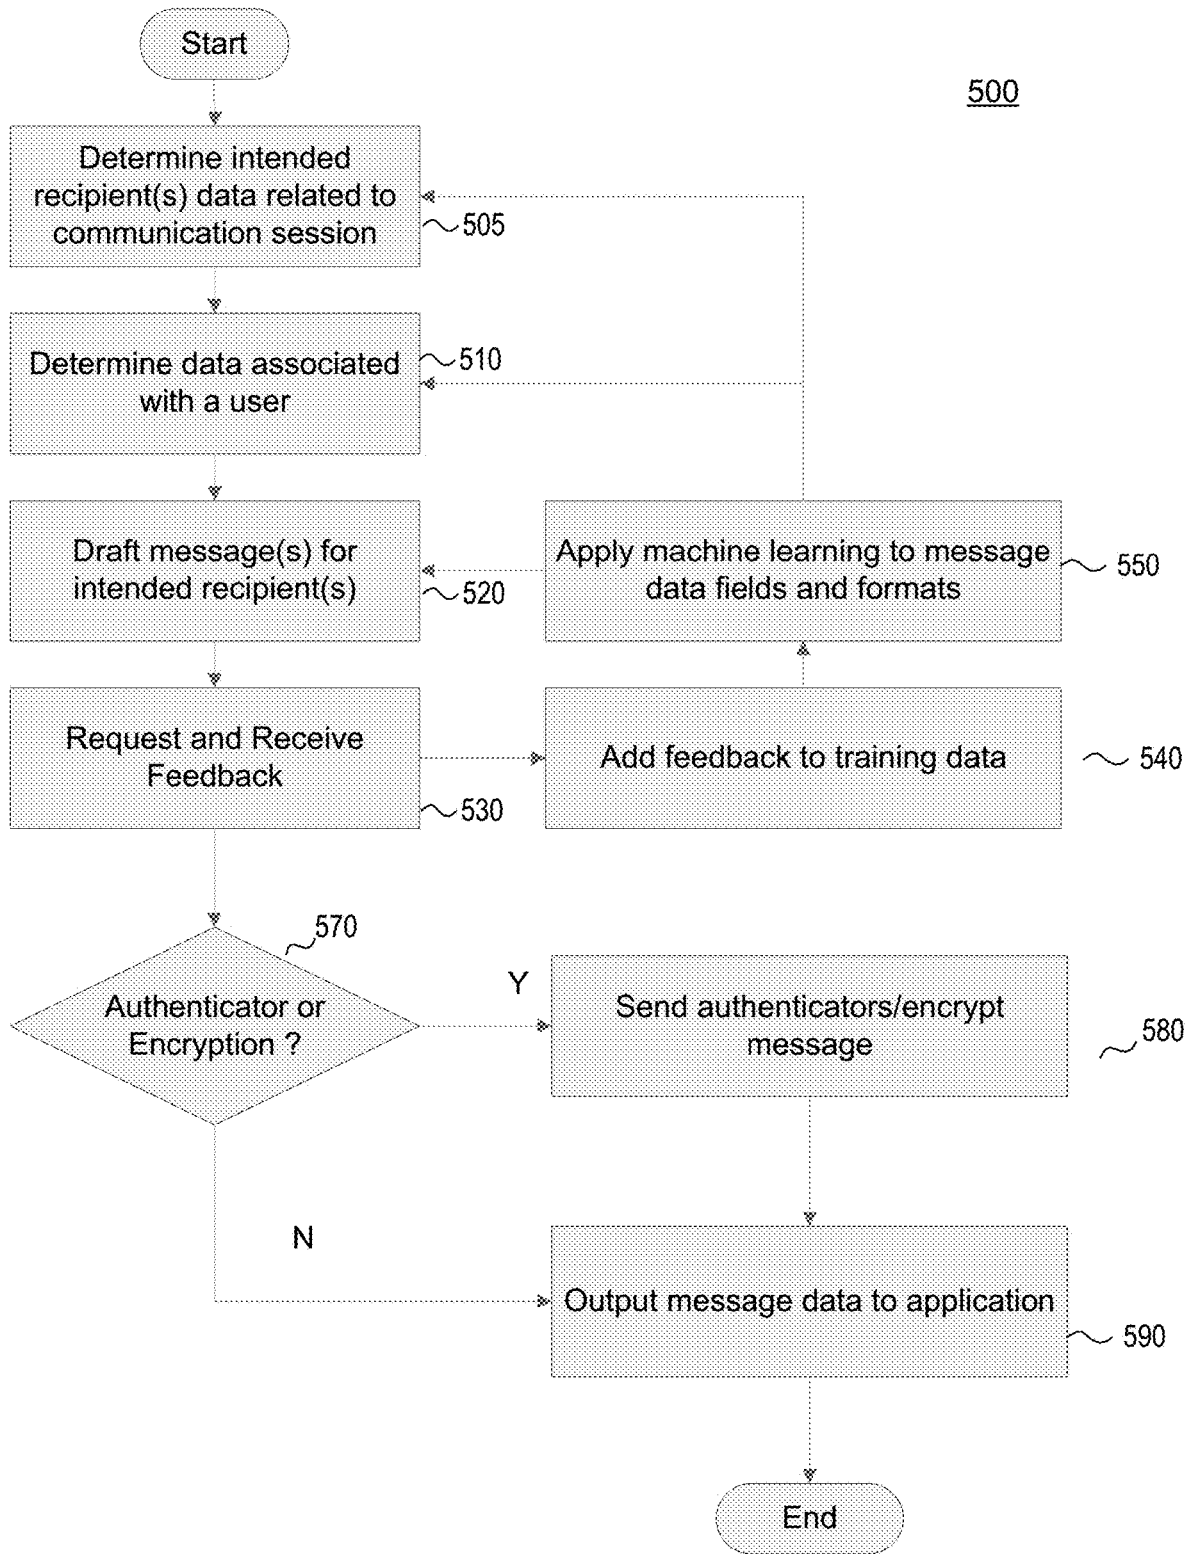 Start
500
Determine intended
recipient(s) data related to
communication session
505
Determine data associated
with a user
510
Draft message(s) for
intended recipient(s)
520
Apply machine learning to message
data fields and formats
550
Request and Receive
Feedback
530
Add feedback to training data
540
570
Authenticator or
Encryption ?
Y
Send authenticators/encrypt
message
580
N
Output message data to application
590
End